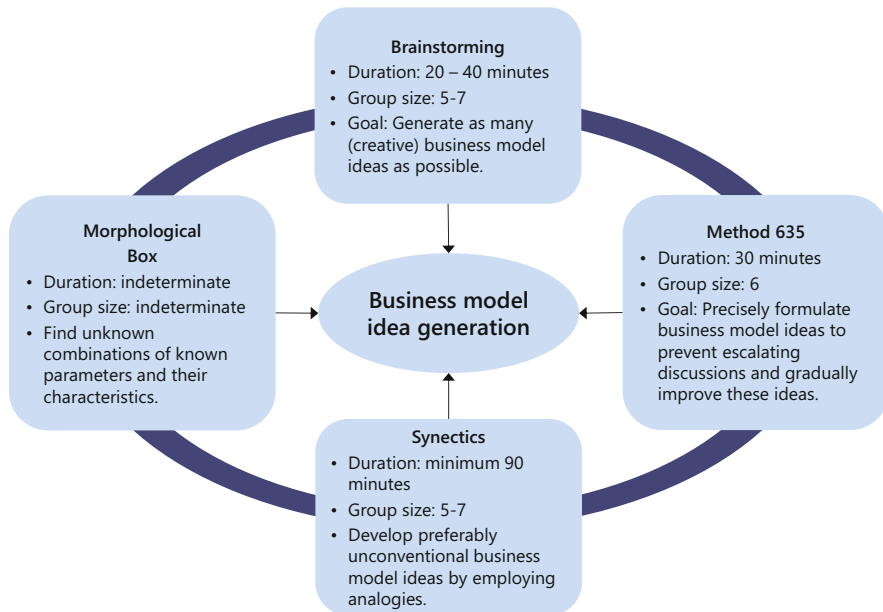 Brainstorming
• Duration: 20 – 40 minutes
• Group size: 5-7
• Goal: Generate as many
(creative) business model
ideas as possible.
Morphological
Box
• Duration: indeterminate
• Group size: indeterminate
• Find unknown
combinations of known
parameters and their
characteristics.
Business model
idea generation
Method 635
• Duration: 30 minutes
• Group size: 6
• Goal: Precisely formulate
business model ideas to
prevent escalating
discussions and gradually
improve these ideas.
Synectics
• Duration: minimum 90
minutes
• Group size: 5-7
• Develop preferably
unconventional business
model ideas by employing
analogies.